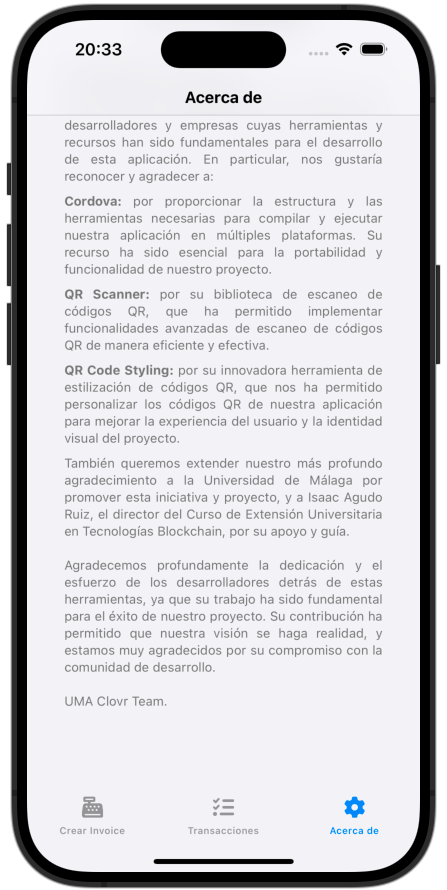 20:33
Acerca de
desarrolladores y empresas cuyas herramientas y
recursos han sido fundamentales para el desarrollo
de esta aplicación. En particular, nos gustaría
reconocer y agradecer a:
Cordova: por proporcionar la estructura y las
herramientas necesarias para compilar y ejecutar
nuestra aplicación en múltiples plataformas. Su
recurso ha sido esencial para la portabilidad y
funcionalidad de nuestro proyecto.
QR Scanner: por su biblioteca de escaneo de
códigos QR, que ha permitido implementar
funcionalidades avanzadas de escaneo de códigos
QR de manera eficiente y efectiva.
QR Code Styling: por su innovadora herramienta de
estilización de códigos QR, que nos ha permitido
personalizar los códigos QR de nuestra aplicación
para mejorar la experiencia del usuario y la identidad
visual del proyecto.
También queremos extender nuestro más profundo
agradecimiento a la Universidad de Málaga por
promover esta iniciativa y proyecto, y a Isaac Agudo
Ruiz, el director del Curso de Extensión Universitaria
en Tecnologías Blockchain, por su apoyo y guía.
Agradecemos profundamente la dedicación y el
esfuerzo de los desarrolladores detrás de estas
herramientas, ya que su trabajo ha sido fundamental
para el éxito de nuestro proyecto. Su contribución ha
permitido que nuestra visión se haga realidad, y
estamos muy agradecidos por su compromiso con la
comunidad de desarrollo.
UMA Clovr Team.
Crear Invoice
Transacciones
Acerca de